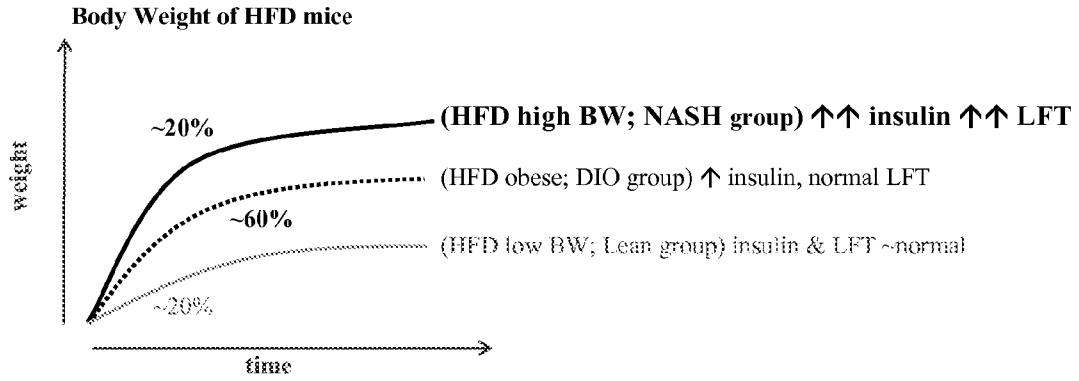 Body Weight of HFD mice
weight
~20%
(HFD high BW; NASH group) ↑↑ insulin ↑↑ LFT
(HFD obese; DIO group) ↑ insulin, normal LFT
~60%
(HFD low BW; Lean group) insulin & LFT ~normal
~20%
time